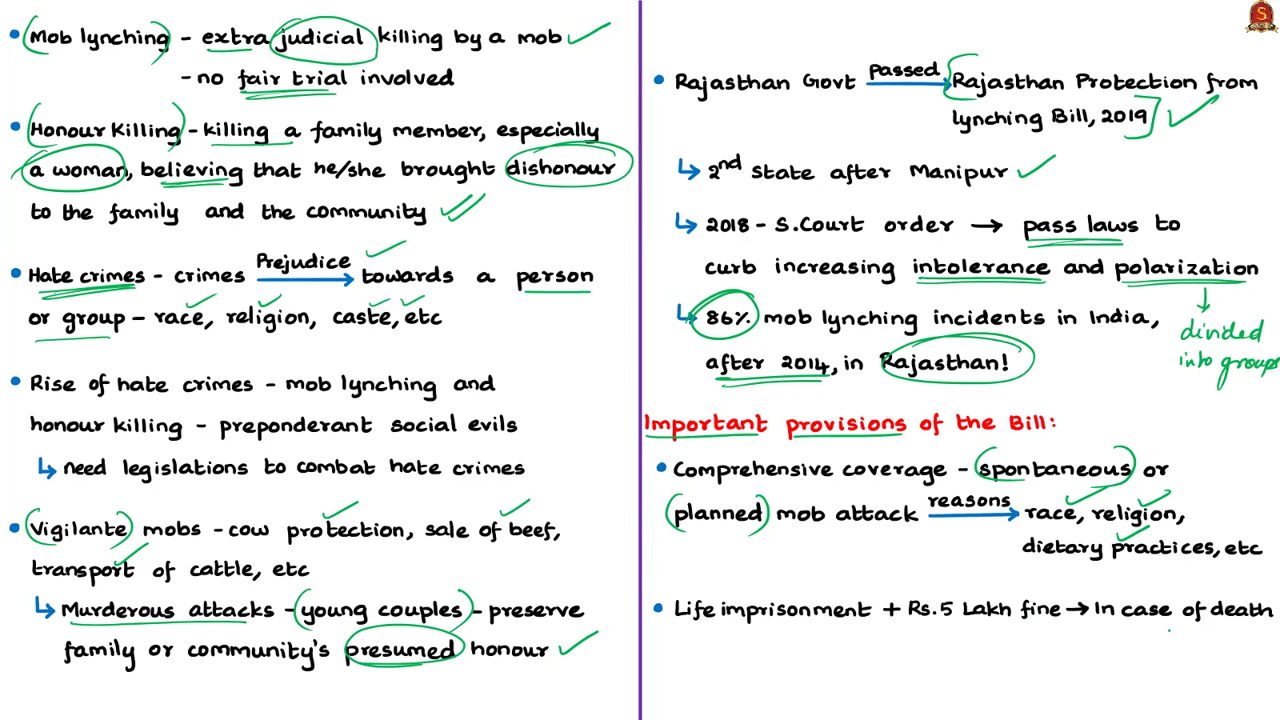 • Mob lynching - extra judicial killing by a mob
- no fair trial involved
• Honour Killing - killing a family member, especially
a woman, believing that he/she brought dishonour
to the family and the community
• Hate crimes - crimes Prejudice → towards a person
or group - race, religion, caste, etc
• Rise of hate crimes - mob lynching and
honour killing - preponderant social evils
↳ need legislations to combat hate crimes
• Vigilante mobs - cow protection, sale of beef,
transport of cattle, etc
↳ Murderous attacks - young couples - preserve
family or community's presumed honour
S
• Rajasthan Govt passed → Rajasthan Protection from
lynching Bill, 2019
↳ 2nd State after Manipur
↳ 2018 - S.Court order → pass laws to
curb increasing intolerance and polarization
↳ 86% mob lynching incidents in India,
after 2014, in Rajasthan!
divided
into groups
Important provisions of the Bill:
• Comprehensive coverage - spontaneous or
planned mob attack reasons → race, religion,
dietary practices, etc
• Life imprisonment + Rs.5 Lakh fine → In case of death